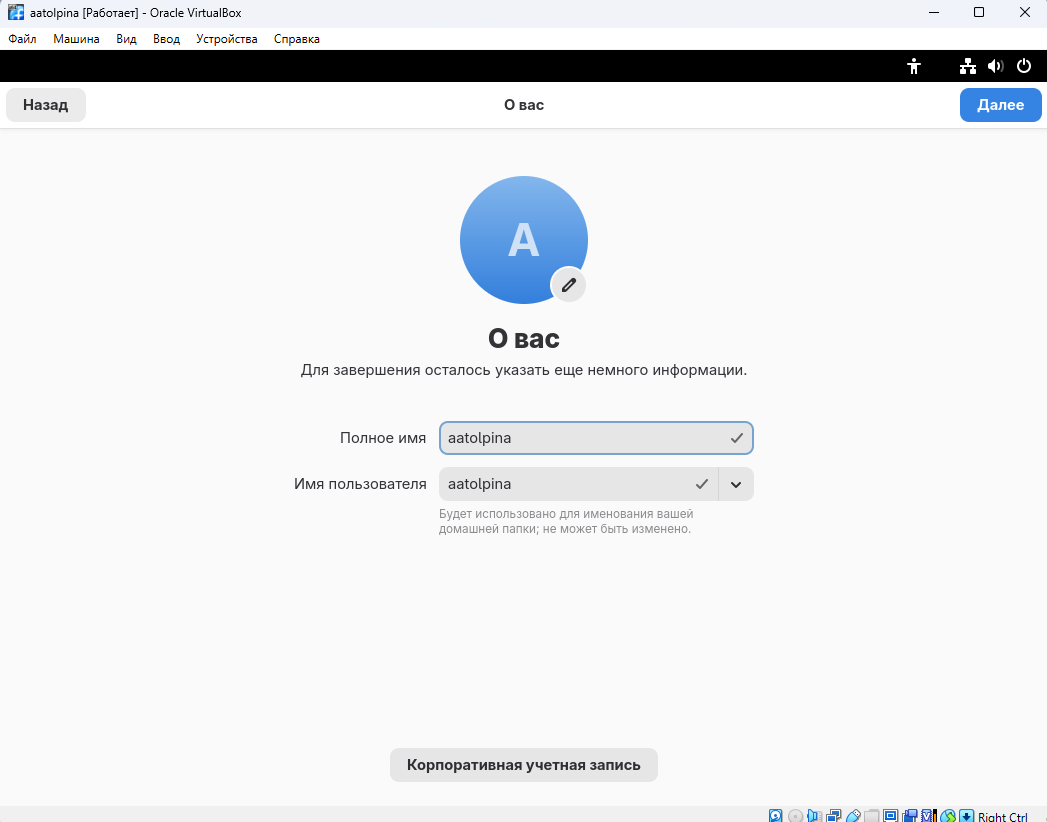 aatolpina [Работает] - Oracle VirtualBox
Файл Машина Вид Ввод Устройства Справка
Назад О вас Далее
A
О вас
Для завершения осталось указать еще немного информации.
Полное имя aatolpina
Имя пользователя aatolpina
Будет использовано для именования вашей
домашней папки; не может быть изменено.
Корпоративная учетная запись
Right Ctrl